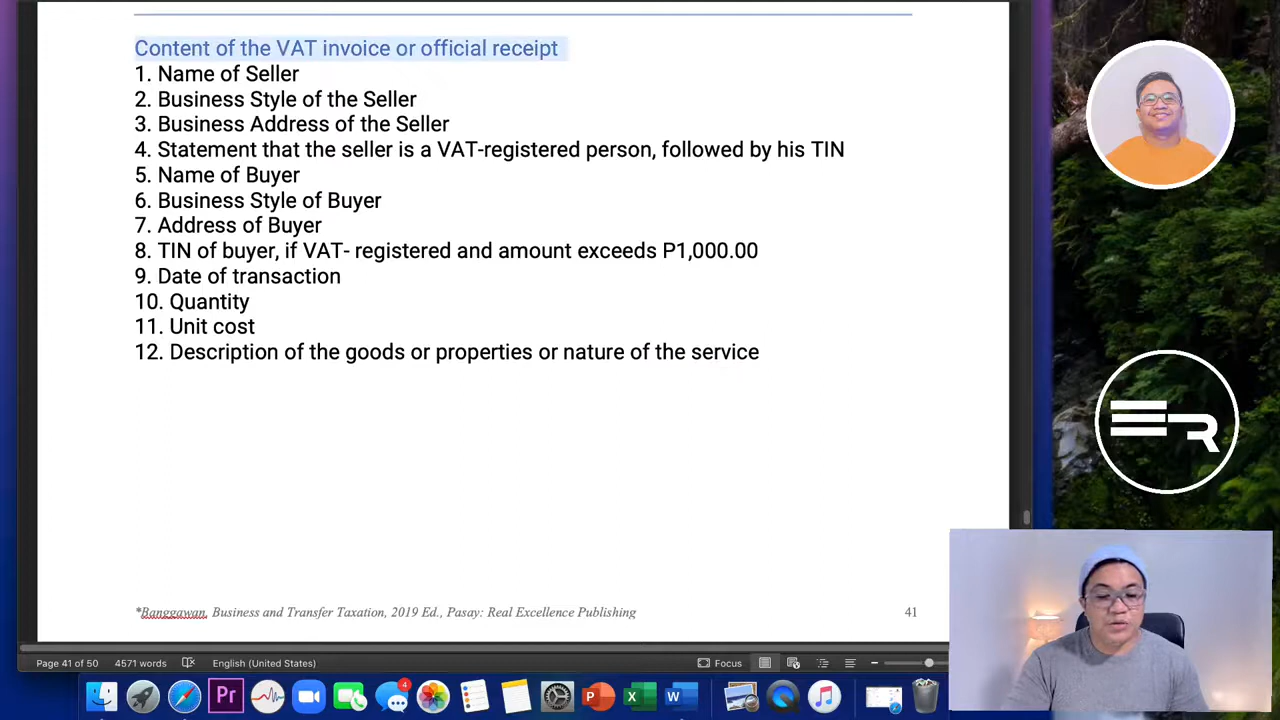 Content of the VAT invoice or official receipt
1. Name of Seller
2. Business Style of the Seller
3. Business Address of the Seller
4. Statement that the seller is a VAT-registered person, followed by his TIN
5. Name of Buyer
6. Business Style of Buyer
7. Address of Buyer
8. TIN of buyer, if VAT- registered and amount exceeds P1,000.00
9. Date of transaction
10. Quantity
11. Unit cost
12. Description of the goods or properties or nature of the service
*Banggawan, Business and Transfer Taxation, 2019 Ed., Pasay: Real Excellence Publishing 41
Page 41 of 50 4571 words English (United States) Focus
Pr 4 P X W
ER